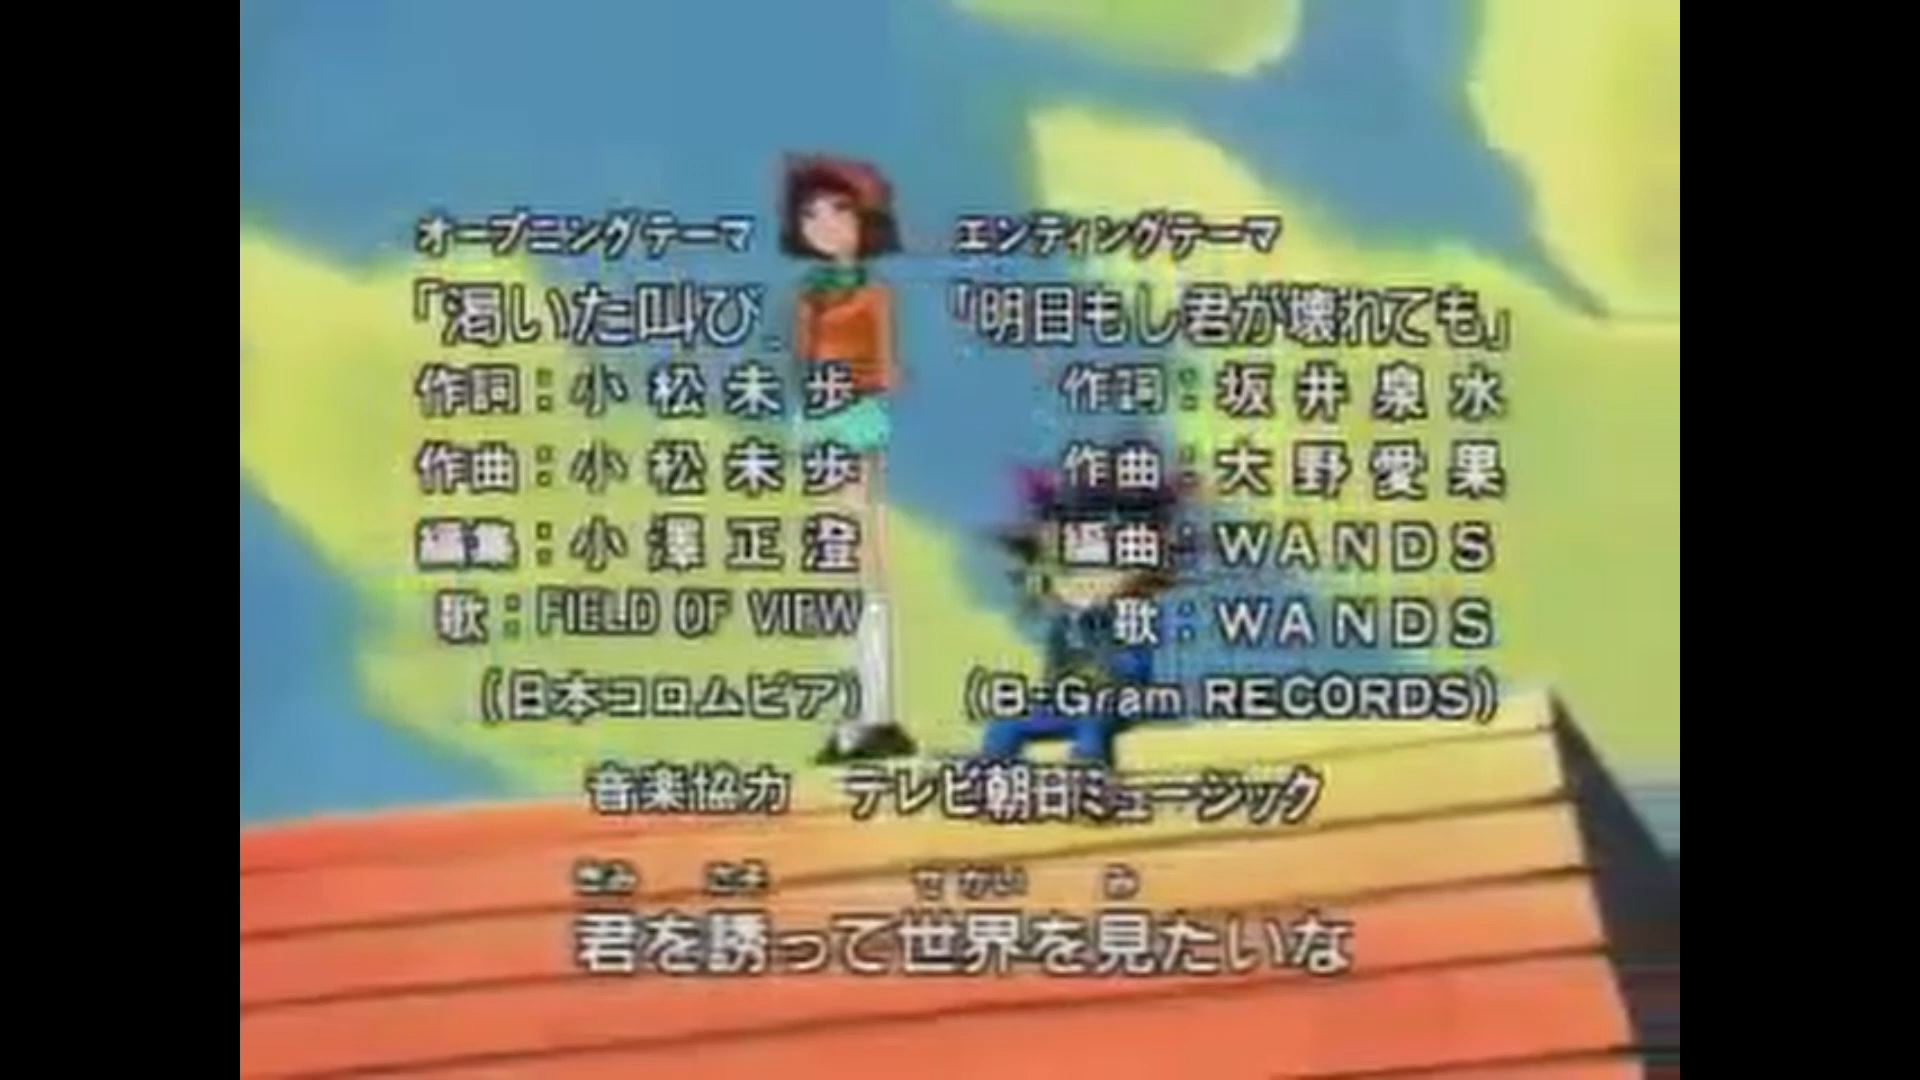 オープニングテーマ
「渇いた叫び」
作詞：小松未歩
作曲：小松未歩
編集：小澤正澄
歌：FIELD OF VIEW
（日本コロムビア）
エンディングテーマ
「明日もし君が壊れても」
作詞：坂井泉水
作曲：大野愛果
編曲：WANDS
歌：WANDS
（B-Gram RECORDS）
音楽協力　テレビ朝日ミュージック
きみ さそ せかい み
君を誘って世界を見たいな